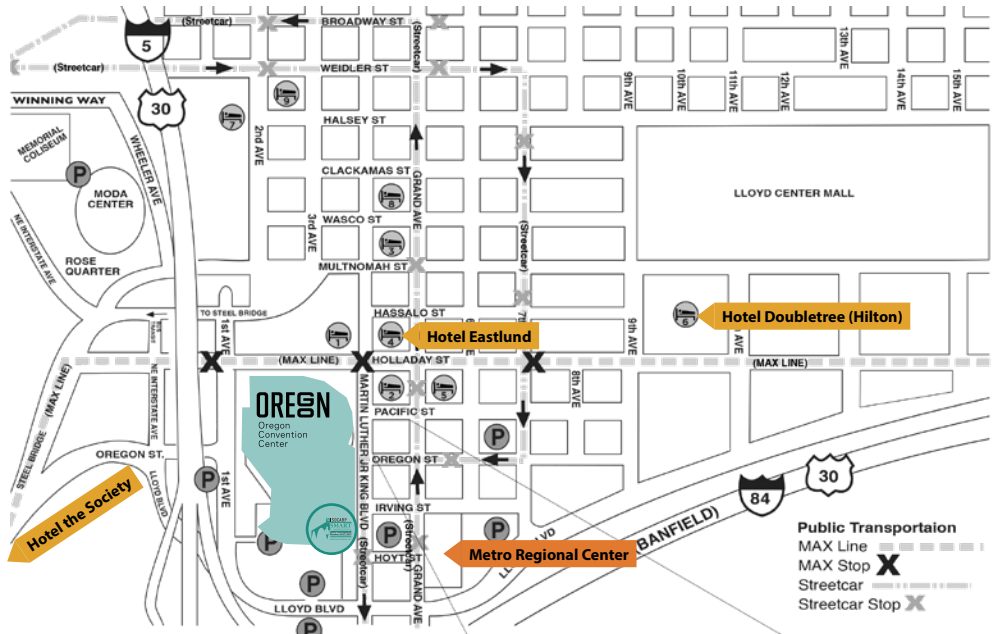 (Streetcar)
BROADWAY ST
(Streetcar)
5
(Streetcar)
WEIDLER ST
13th AVE
9th AVE
10th AVE
11th AVE
12th AVE
14th AVE
15th AVE
WINNING WAY
30
9
7
HALSEY ST
MEMORIAL
COLISEUM
WHEELER AVE
2nd AVE
P
MODA
CENTER
CLACKAMAS ST
8
GRAND AVE
LLOYD CENTER MALL
3rd AVE
WASCO ST
3
(Streetcar)
NE INTERSTATE AVE
ROSE
QUARTER
MULTNOMAH ST
TO STEEL BRIDGE
HASSALO ST
1st AVE
1
4
Hotel Eastlund
9th AVE
6
Hotel Doubletree (Hilton)
(MAX LINE)
HOLLADAY ST
(MAX LINE)
(MAX LINE)
NE INTERSTATE AVE
OREGON
Oregon
Convention
Center
MARTIN LUTHER JR KING BLVD
(Streetcar)
2
5
8th AVE
PACIFIC ST
P
STEEL BRIDGE
OREGON ST.
OREGON ST
P
LLOYD BLVD
1st AVE
84
30
Hotel the Society
IRVING ST
P
P
P
(Streetcar)
HOYT ST
GRAND AVE
Metro Regional Center
BANFIELD)
P
LLOYD BLVD
P
Public Transportaion
MAX Line
MAX Stop
Streetcar
Streetcar Stop